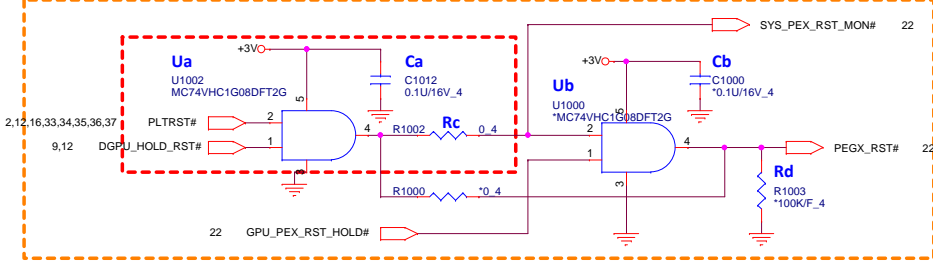 SYS_PEX_RST_MON# 22
+3V
Ua
U1002
MC74VHC1G08DFT2G
Ca
C1012
0.1U/16V_4
+3V
Ub
U1000
*MC74VHC1G08DFT2G
Cb
C1000
*0.1U/16V_4
5
5
2,12,16,33,34,35,36,37 PLTRST# 2
4
R1002 Rc 0_4
2
9,12 DGPU_HOLD_RST# 1
1
4
PEGX_RST# 22
3
3
R1000 *0_4
Rd
R1003
*100K/F_4
22 GPU_PEX_RST_HOLD#